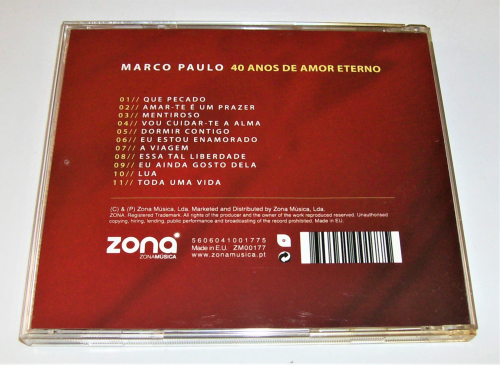 MARCO PAULO 40 ANOS DE AMOR ETERNO
01// QUE PECADO
02// AMAR-TE É UM PRAZER
03// MENTIROSO
04// VOU CUIDAR-TE A ALMA
05// DORMIR CONTIGO
06// EU ESTOU ENAMORADO
07// A VIAGEM
08// ESSA TAL LIBERDADE
09// EU AINDA GOSTO DELA
10// LUA
11// TODA UMA VIDA
(C) & (P) Zona Música, Lda. Marketed and Distributed by Zona Música, Lda.
ZONA. Registered Trademark. All rights of the producer and the owner of the work reproduced reserved. Unauthorised
copying, hiring, lending, public performance and broadcasting of the record prohibited. Made in E.U.
zona
ZONAMÚSICA
5606041001775
Made in E.U. ZM00177
www.zonamusica.pt